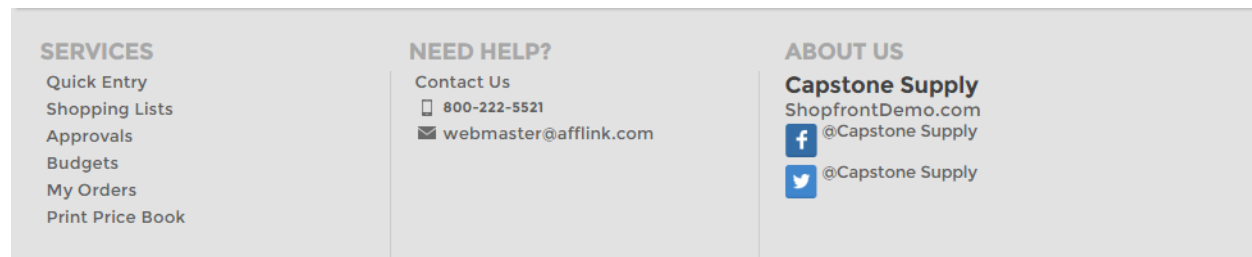 SERVICES
Quick Entry
Shopping Lists
Approvals
Budgets
My Orders
Print Price Book
NEED HELP?
Contact Us
800-222-5521
webmaster@afflink.com
ABOUT US
Capstone Supply
ShopfrontDemo.com
@Capstone Supply
@Capstone Supply